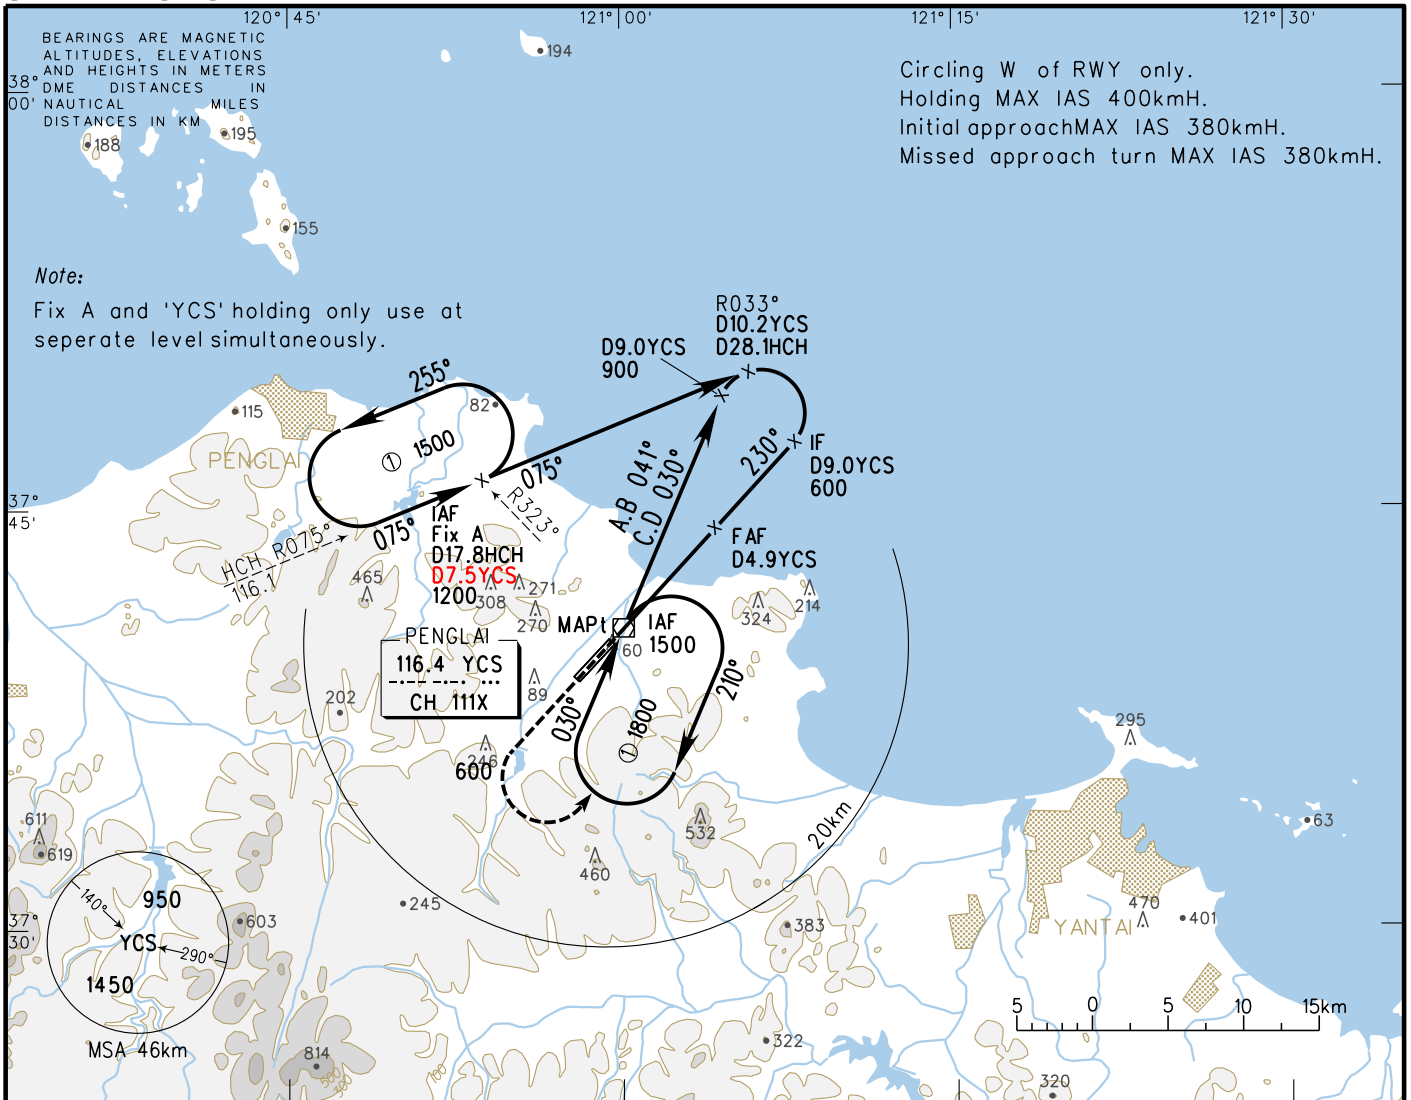 120° 45'
121° 00'
121° 15'
121° 30'
BEARINGS ARE MAGNETIC
ALTITUDES, ELEVATIONS
AND HEIGHTS IN METERS
DME DISTANCES IN
NAUTICAL MILES
DISTANCES IN KM
38°
00'
194
195
188
155
Circling W of RWY only.
Holding MAX IAS 400kmH.
Initial approachMAX IAS 380kmH.
Missed approach turn MAX IAS 380kmH.
Note:
Fix A and 'YCS' holding only use at
seperate level simultaneously.
R033°
D10.2YCS
D28.1HCH
D9.0YCS
900
255°
82
115
1 1500
PENGLAI
075°
230°
IF
D9.0YCS
600
A.B 041°
C.D 030°
37°
45'
R323°
075°
IAF
Fix A
D17.8HCH
D7.5YCS
1200
HCH R075°
116.1
FAF
D4.9YCS
465
308
271
270
324
214
MAPt
IAF
1500
60
PENGLAI
116.4 YCS
CH 111X
89
202
030°
210°
1 1800
246
600
295
20km
532
460
63
611
619
245
603
383
470
401
YANTAI
37°
30'
140°
950
YCS
290°
1450
MSA 46km
5 0 5 10 15km
322
814
500
300
100
320